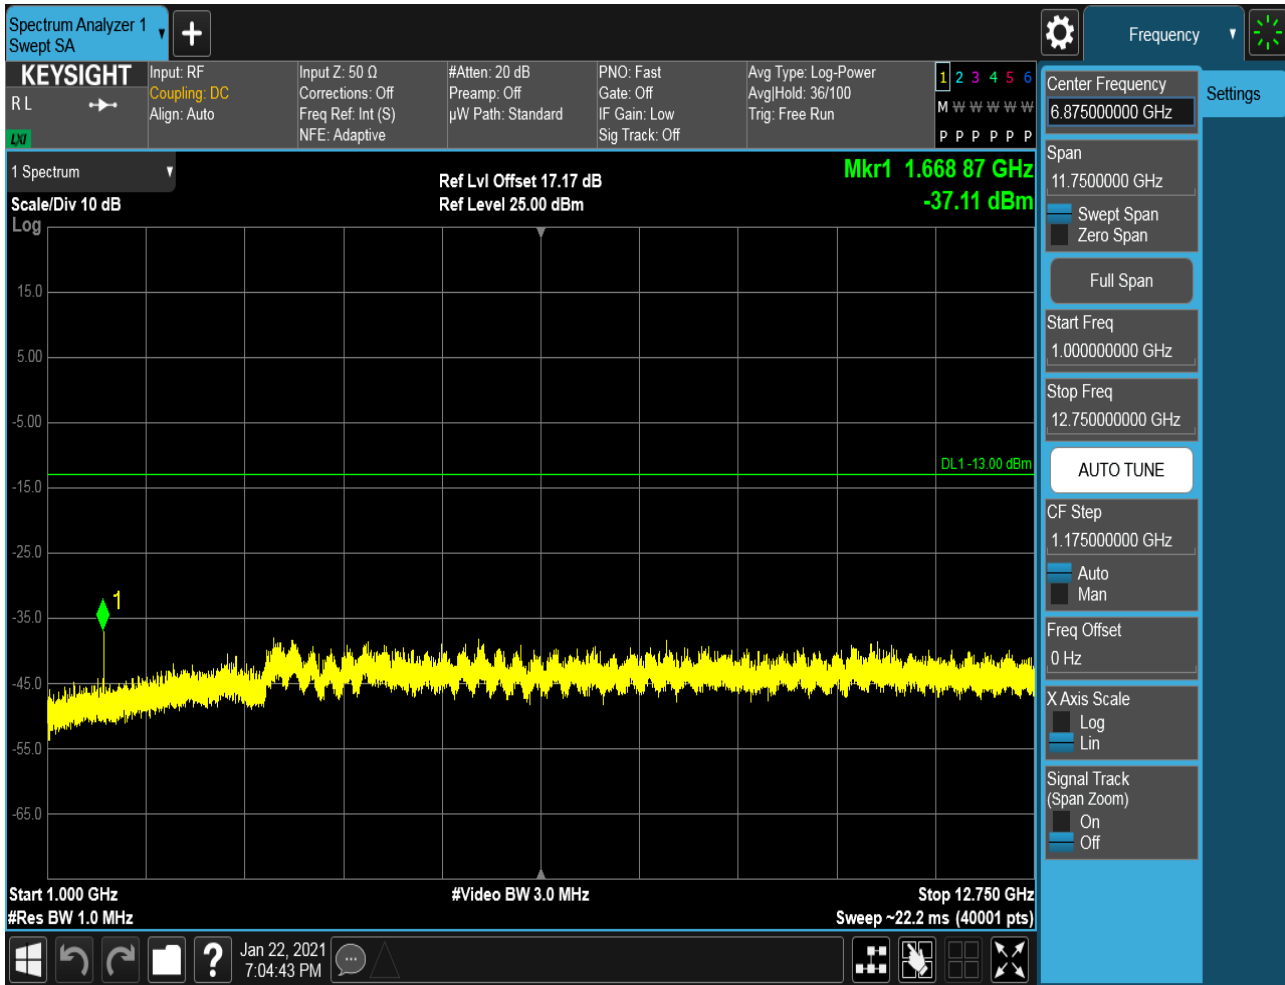 Spectrum Analyzer 1
Swept SA
+
Frequency
KEYSIGHT
R L
LXI
Input: RF
Coupling: DC
Align: Auto
Input Z: 50 Ω
Corrections: Off
Freq Ref: Int (S)
NFE: Adaptive
#Atten: 20 dB
Preamp: Off
µW Path: Standard
PNO: Fast
Gate: Off
IF Gain: Low
Sig Track: Off
Avg Type: Log-Power
Avg|Hold: 36/100
Trig: Free Run
1 2 3 4 5 6
M W W W W W
P P P P P P
1 Spectrum
Scale/Div 10 dB
Log
Ref Lvl Offset 17.17 dB
Ref Level 25.00 dBm
Mkr1 1.668 87 GHz
-37.11 dBm
15.0
5.00
-5.00
DL1 -13.00 dBm
-15.0
-25.0
1
-35.0
-45.0
-55.0
-65.0
Start 1.000 GHz
#Video BW 3.0 MHz
Stop 12.750 GHz
#Res BW 1.0 MHz
Sweep ~22.2 ms (40001 pts)
Center Frequency
6.875000000 GHz
Settings
Span
11.7500000 GHz
Swept Span
Zero Span
Full Span
Start Freq
1.000000000 GHz
Stop Freq
12.750000000 GHz
AUTO TUNE
CF Step
1.175000000 GHz
Auto
Man
Freq Offset
0 Hz
X Axis Scale
Log
Lin
Signal Track
(Span Zoom)
On
Off
?
Jan 22, 2021
7:04:43 PM